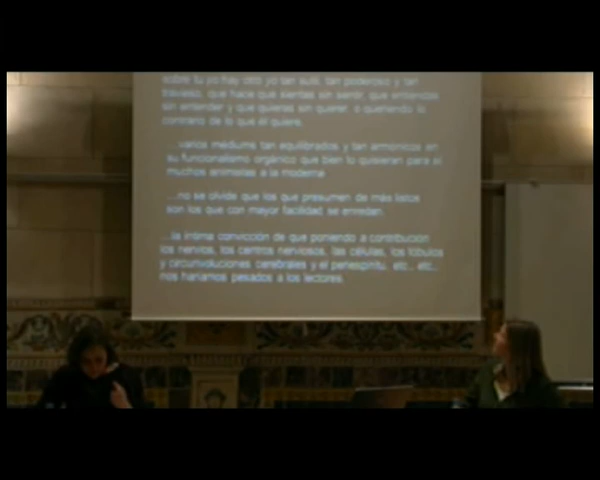 sobre tu yo hay otro yo tan sutil, tan poderoso y tan
travieso, que hace que sientas sin sentir, que entiendas
sin entender y que quieras sin querer, o queriendo lo
contrario de lo que él quiere.
...varios médiums tan equilibrados y tan armónicos en
su funcionalismo orgánico que bien lo quisieran para sí
muchos animistas a la moderna
...no se olvide que los que presumen de más listos
son los que con mayor facilidad se enredan.
...la íntima convicción de que poniendo a contribución
los nervios, los centros nerviosos, las células, los lóbulos
y circunvoluciones cerebrales y el periespíritu, etc., etc.,
nos haríamos pesados a los lectores.